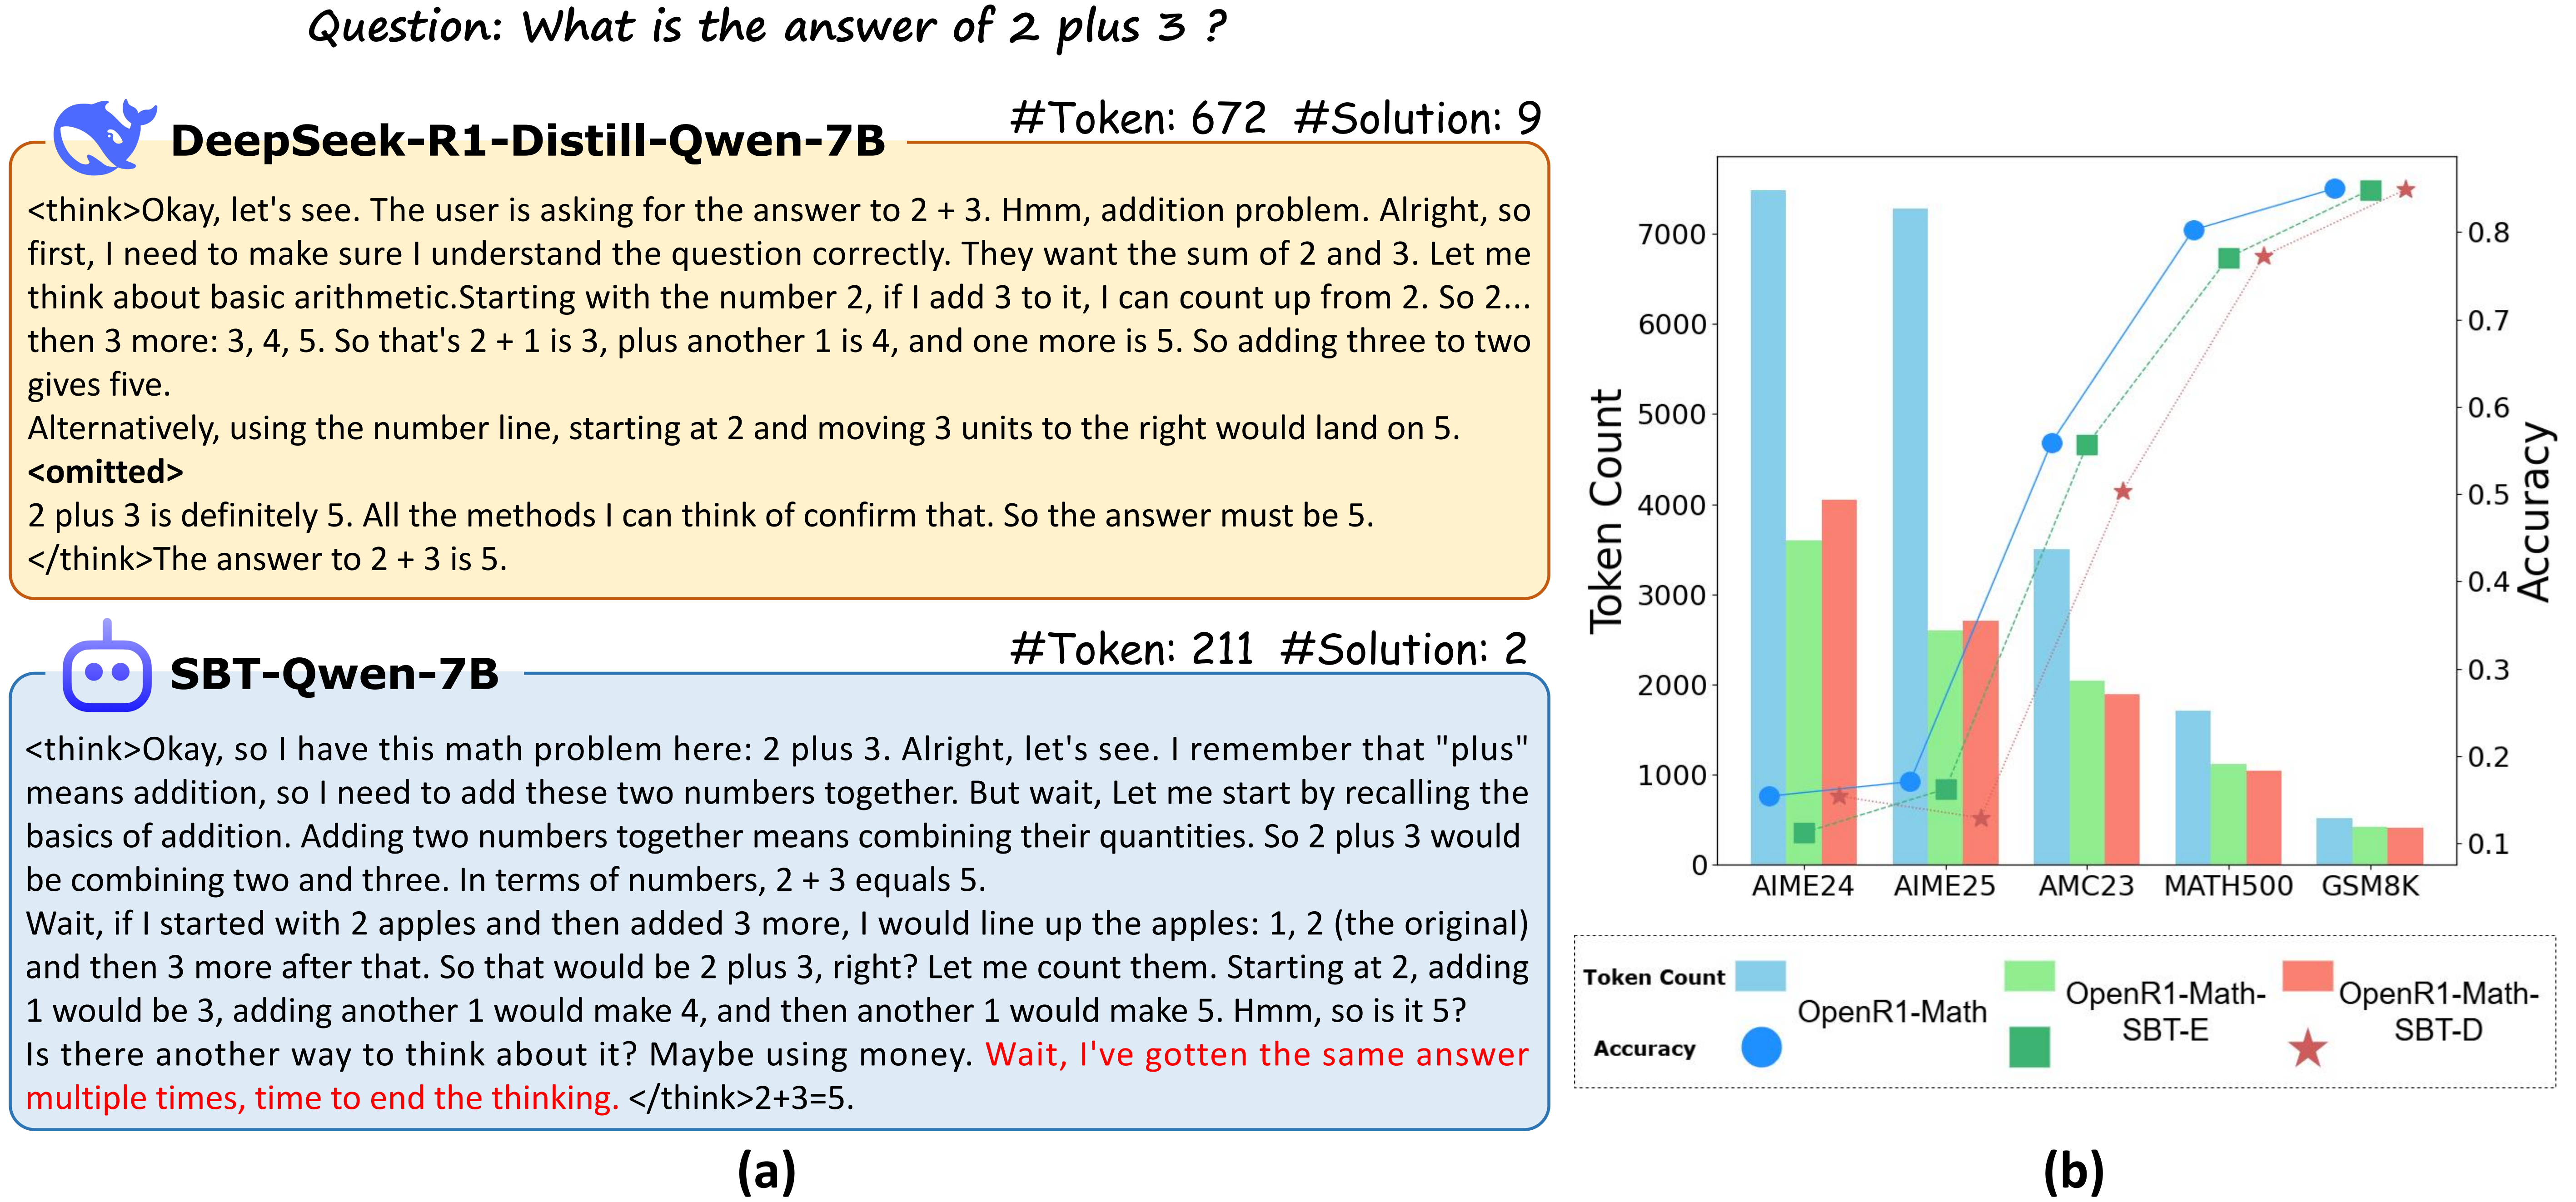 Question: What is the answer of 2 plus 3 ?
DeepSeek-R1-Distill-Qwen-7B
#Token: 672 #Solution: 9
<think>Okay, let's see. The user is asking for the answer to 2 + 3. Hmm, addition problem. Alright, so
first, I need to make sure I understand the question correctly. They want the sum of 2 and 3. Let me
think about basic arithmetic.Starting with the number 2, if I add 3 to it, I can count up from 2. So 2...
then 3 more: 3, 4, 5. So that's 2 + 1 is 3, plus another 1 is 4, and one more is 5. So adding three to two
gives five.
Alternatively, using the number line, starting at 2 and moving 3 units to the right would land on 5.
<omitted>
2 plus 3 is definitely 5. All the methods I can think of confirm that. So the answer must be 5.
</think>The answer to 2 + 3 is 5.
SBT-Qwen-7B
#Token: 211 #Solution: 2
<think>Okay, so I have this math problem here: 2 plus 3. Alright, let's see. I remember that "plus"
means addition, so I need to add these two numbers together. But wait, Let me start by recalling the
basics of addition. Adding two numbers together means combining their quantities. So 2 plus 3 would
be combining two and three. In terms of numbers, 2 + 3 equals 5.
Wait, if I started with 2 apples and then added 3 more, I would line up the apples: 1, 2 (the original)
and then 3 more after that. So that would be 2 plus 3, right? Let me count them. Starting at 2, adding
1 would be 3, adding another 1 would make 4, and then another 1 would make 5. Hmm, so is it 5?
Is there another way to think about it? Maybe using money. Wait, I've gotten the same answer
multiple times, time to end the thinking. </think>2+3=5.
(a)
Token Count
7000
6000
5000
4000
3000
2000
1000
0
AIME24 AIME25 AMC23 MATH500 GSM8K
0.8
0.7
0.6
0.5
0.4
0.3
0.2
0.1
Accuracy
Token Count
Accuracy
OpenR1-Math
OpenR1-Math-
SBT-E
OpenR1-Math-
SBT-D
(b)